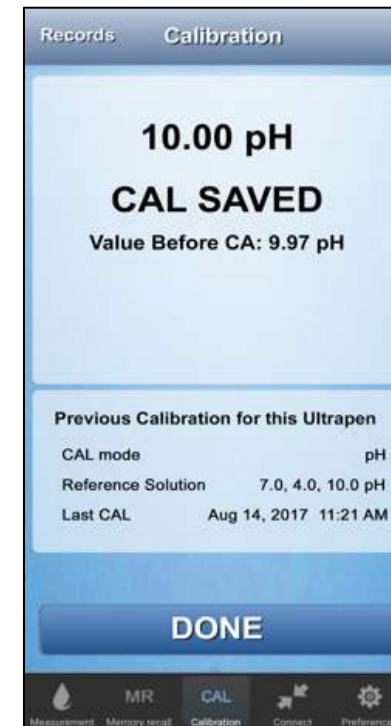 Records Calibration
10.00 pH
CAL SAVED
Value Before CA: 9.97 pH
Previous Calibration for this Ultrapen
CAL mode pH
Reference Solution 7.0, 4.0, 10.0 pH
Last CAL Aug 14, 2017 11:21 AM
DONE
MR CAL
Measurement Memory recall Calibration Connect Preference